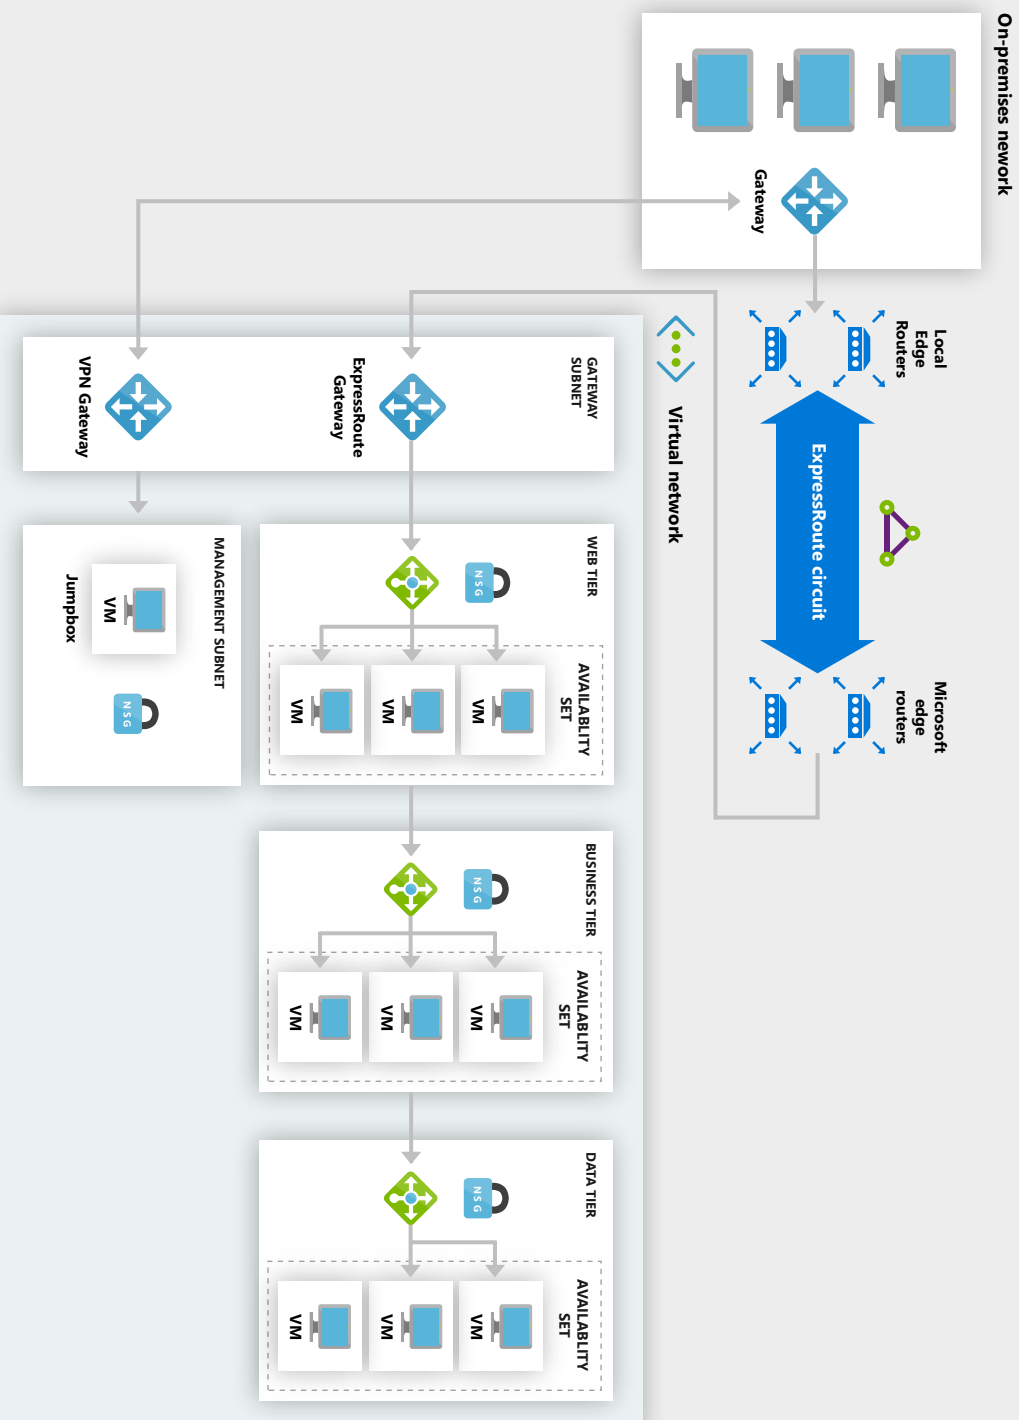 On-premises nework
Gateway
Local
Edge
Routers
ExpressRoute circuit
Microsoft
edge
routers
Virtual network
GATEWAY
SUBNET
ExpressRoute
Gateway
VPN Gateway
WEB TIER
NSG
AVAILABLITY
SET
VM
VM
VM
BUSINESS TIER
NSG
AVAILABLITY
SET
VM
VM
VM
DATA TIER
NSG
AVAILABLITY
SET
VM
VM
VM
MANAGEMENT SUBNET
VM
Jumpbox
NSG